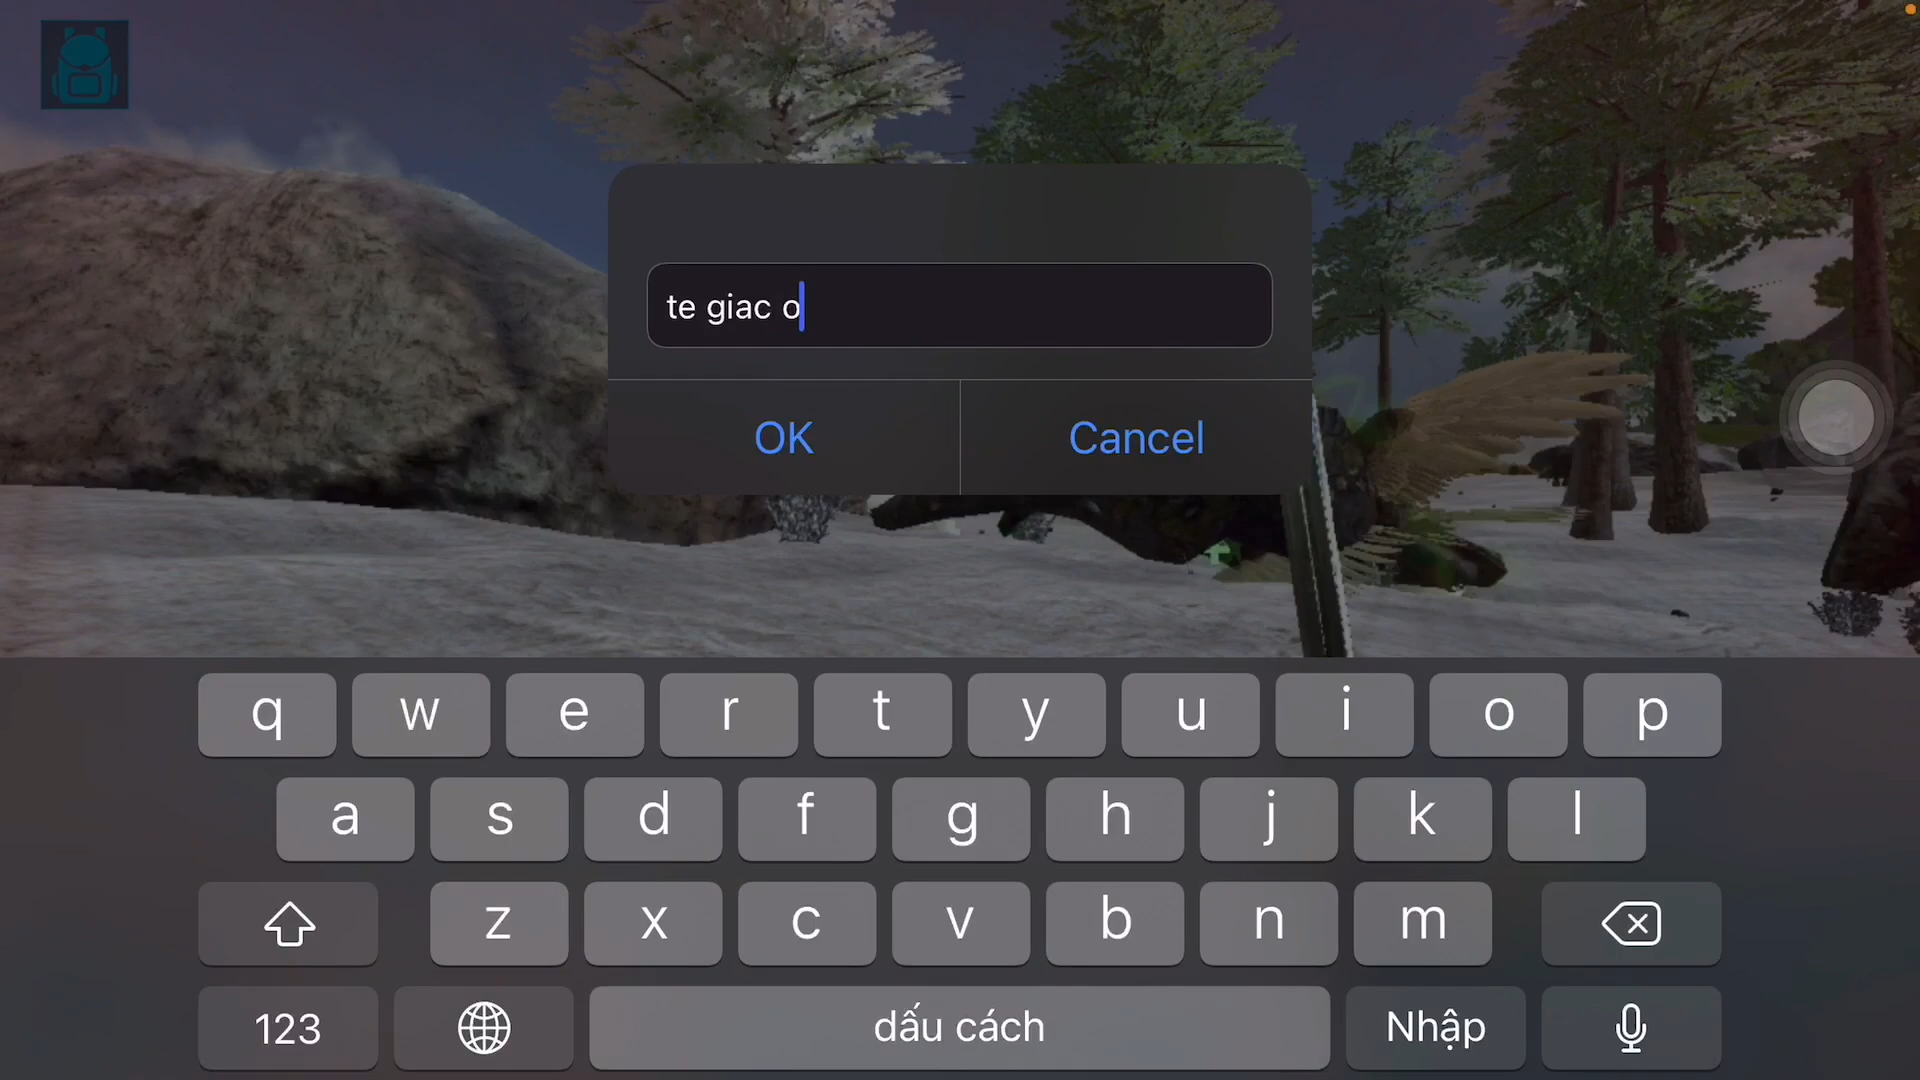 te giac o
OK Cancel
q w e r t y u i o p
a s d f g h j k l
z x c v b n m
123 dấu cách Nhập